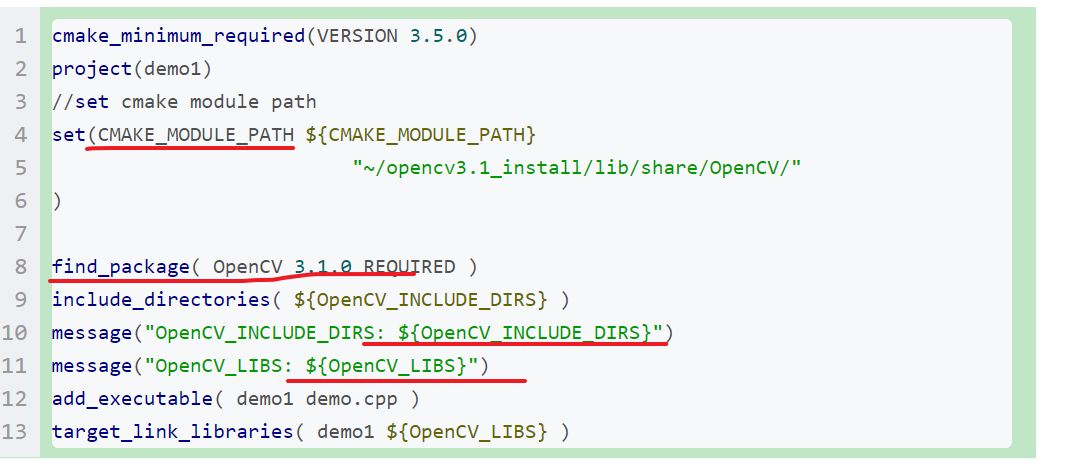 1 cmake_minimum_required(VERSION 3.5.0)
2 project(demo1)
3 //set cmake module path
4 set(CMAKE_MODULE_PATH ${CMAKE_MODULE_PATH}
5                           "~/opencv3.1_install/lib/share/OpenCV/"
6 )
7
8 find_package( OpenCV 3.1.0 REQUIRED )
9 include_directories( ${OpenCV_INCLUDE_DIRS} )
10 message("OpenCV_INCLUDE_DIRS: ${OpenCV_INCLUDE_DIRS}")
11 message("OpenCV_LIBS: ${OpenCV_LIBS}")
12 add_executable( demo1 demo.cpp )
13 target_link_libraries( demo1 ${OpenCV_LIBS} )